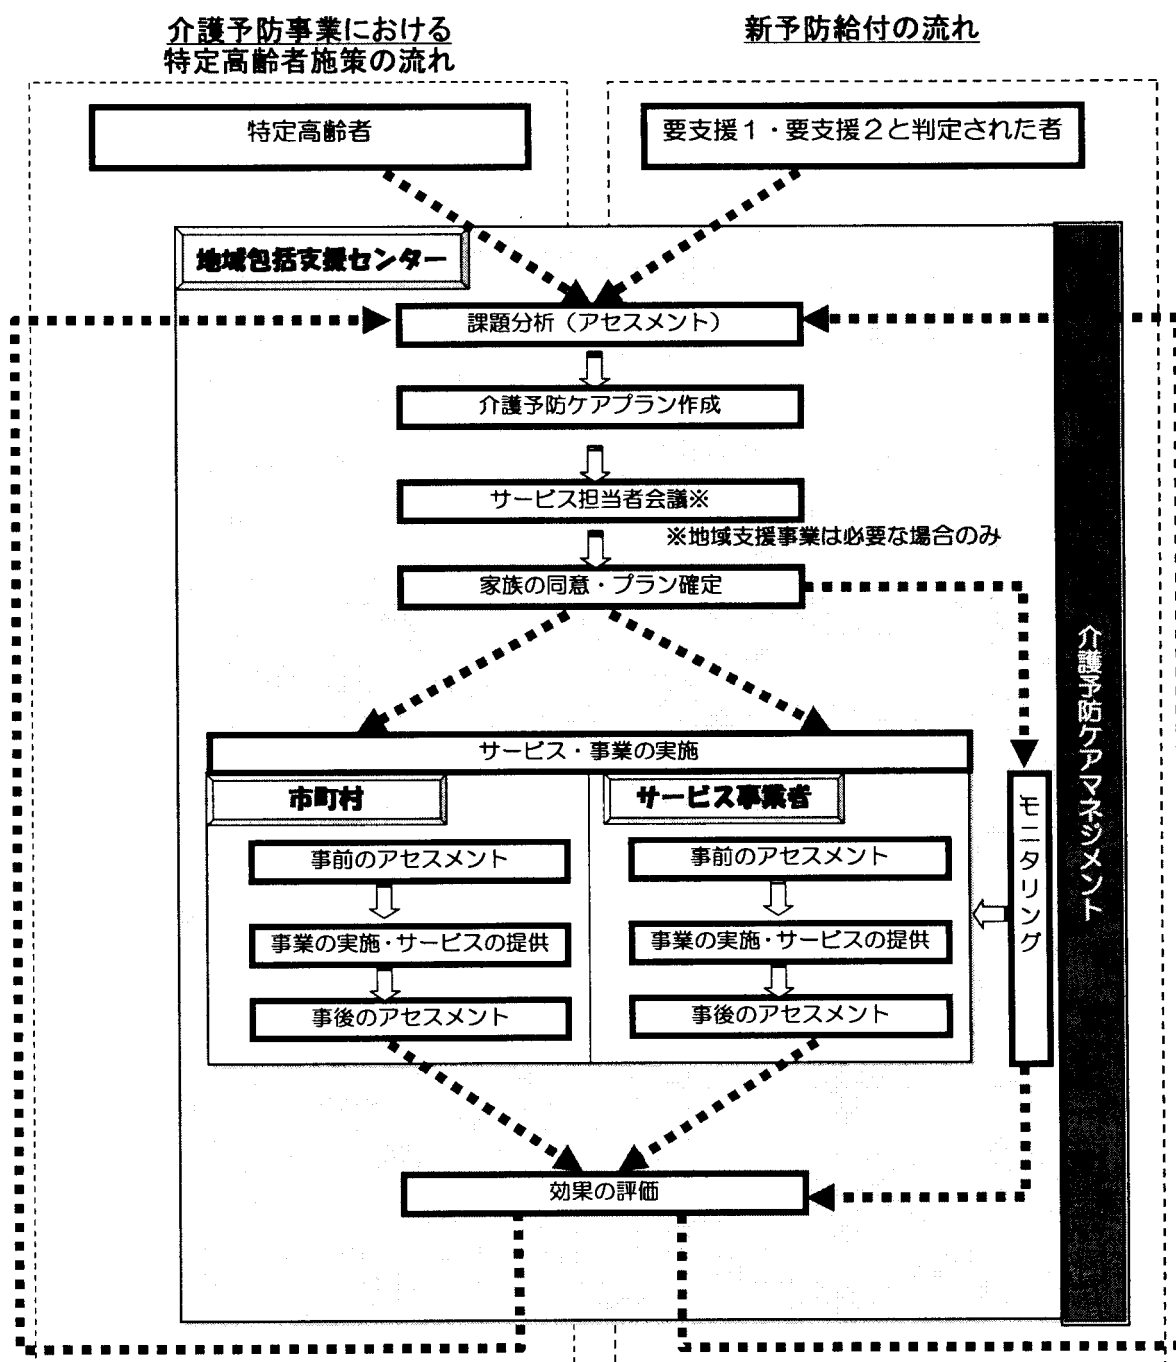 介護予防事業における
特定高齢者施策の流れ
新予防給付の流れ
特定高齢者
要支援1・要支援2と判定された者
地域包括支援センター
課題分析(アセスメント)
介護予防ケアプラン作成
サービス担当者会議※
※地域支援事業は必要な場合のみ
家族の同意・プラン確定
サービス・事業の実施
市町村
サービス事業者
事前のアセスメント
事前のアセスメント
事業の実施・サービスの提供
事業の実施・サービスの提供
事後のアセスメント
事後のアセスメント
モニタリング
介護予防ケアマネジメント
効果の評価